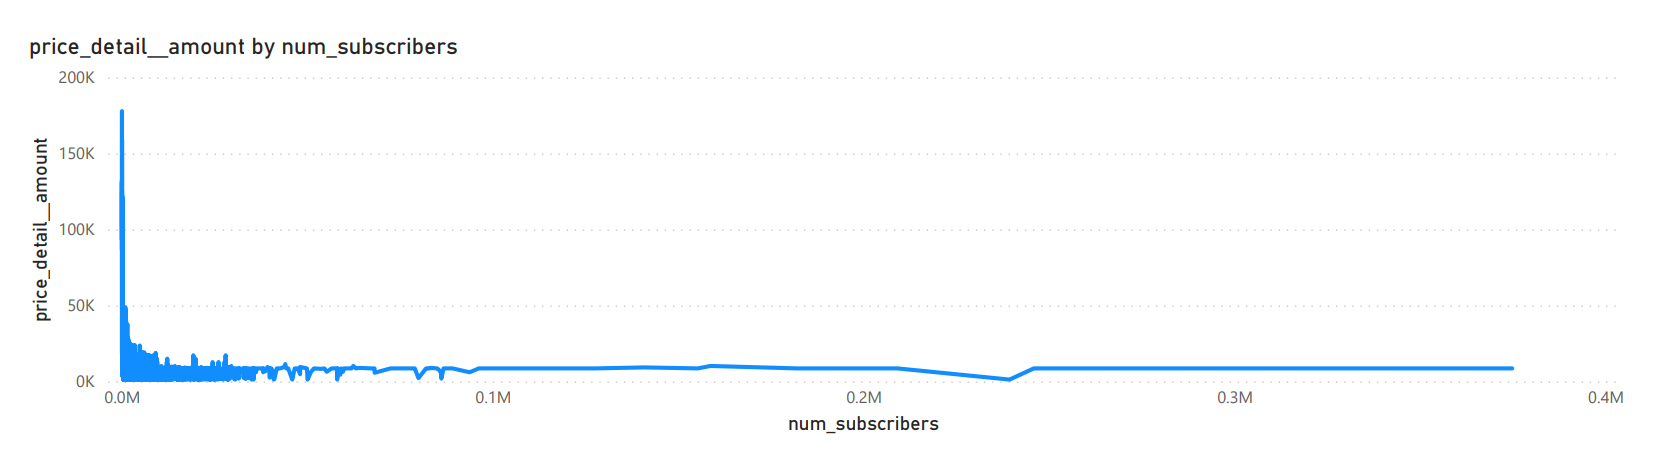 price_detail__amount by num_subscribers
200K
150K
100K
50K
0K
price_detail__amount
0.0M 0.1M 0.2M 0.3M 0.4M
num_subscribers